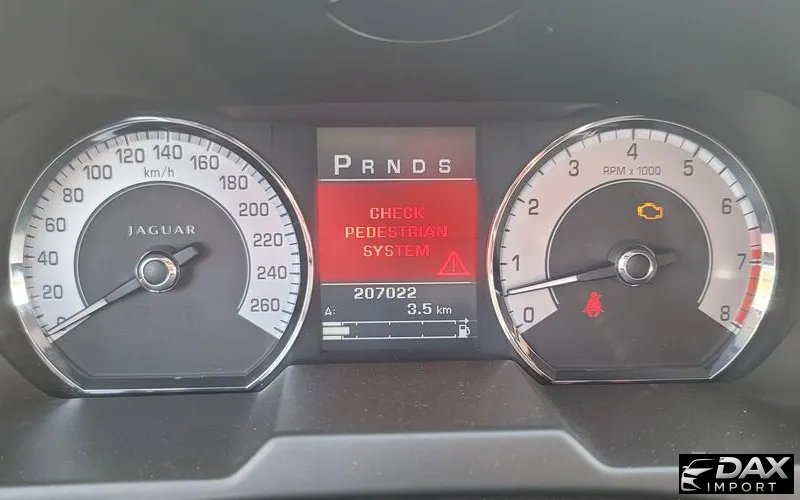 0
20
40
60
80
100
120
140
160
180
200
220
240
260
km/h
JAGUAR
P R N D S
CHECK
PEDESTRIAN
SYSTEM
207022
A: 3.5 km
0
1
2
3
4
5
6
7
8
RPM x 1000
DAX
IMPORT